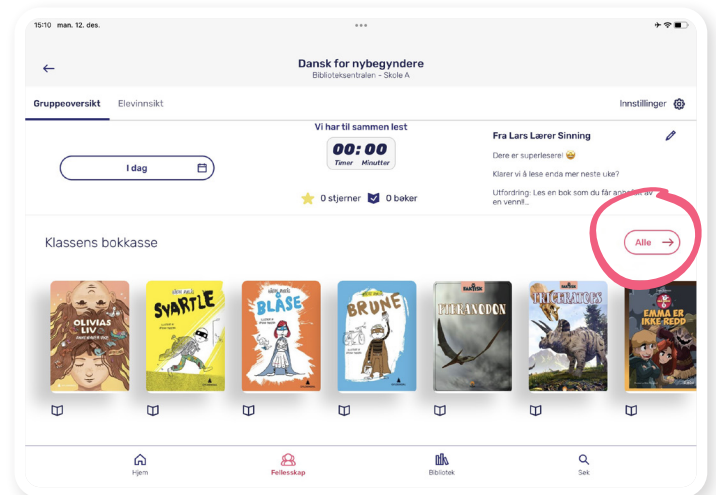 15:10 man. 12. des.
Dansk for nybegyndere
Biblioteksentralen - Skole A
Gruppeoversikt
Elevinnsikt
Innstillinger
I dag
Vi har til sammen lest
00:00
Timer Minutter
0 stjerner
0 bøker
Fra Lars Lærer Sinning
Dere er superlesere!
Klarer vi å lese enda mer neste uke?
Utfordring: Les en bok som du får anbefalt av
en venn!!...
Klassens bokkasse
Alle
OLIVIAS
LIV
SVARTLE
BLÅSE
BRUNE
FAKTISK
PTERANODON
FAKTISK
TRICERATOPS
EMMA ER
IKKE REDD
Hjem
Fellesskap
Bibliotek
Søk